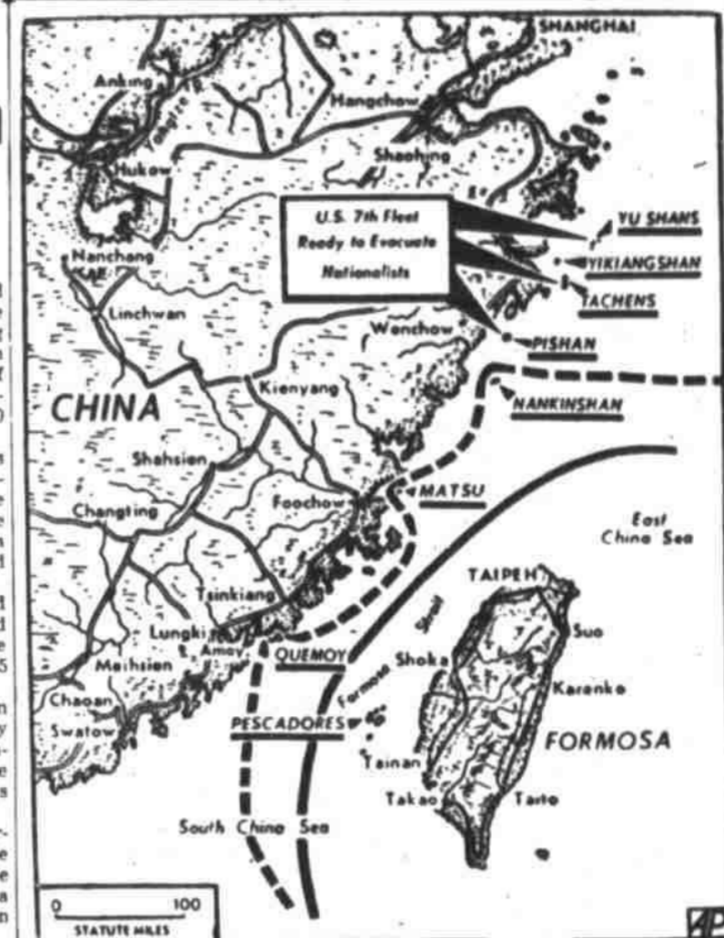 SHANGHAI
Anking
Yangtze R.
Hangchow
Hukow
Shaohing
U.S. 7th Fleet
Ready to Evacuate
Nationalists
YU SHANS
YIKIANGSHAN
TACHENS
Nanchang
Linchwan
Wenchow
PISHAN
Kienyang
NANKINSHAN
CHINA
Shahsien
MATSU
Foochow
Changting
East
China Sea
TAIPEH
Tsinkiang
Suo
Lungki
Amoy
QUEMOY
Shoka
Formosa Strait
Meihsien
Karenko
Chaoan
PESCADORES
Swatow
FORMOSA
Tainan
Takao
Taito
South China Sea
0 100
STATUTE MILES
AP